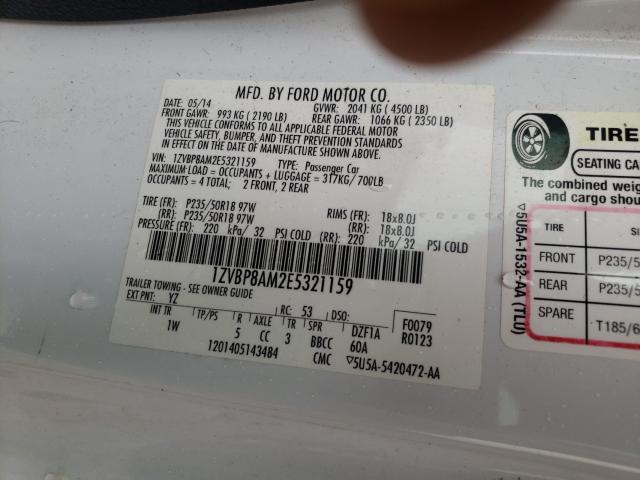 MFD. BY FORD MOTOR CO.
DATE: 05/14 GVWR: 2041 KG ( 4500 LB)
FRONT GAWR: 993 KG ( 2190 LB) REAR GAWR: 1066 KG ( 2350 LB)
THIS VEHICLE CONFORMS TO ALL APPLICABLE FEDERAL MOTOR
VEHICLE SAFETY, BUMPER, AND THEFT PREVENTION STANDARDS
IN EFFECT ON THE DATE OF MANUFACTURE SHOWN ABOVE.
VIN: 1ZVBP8AM2E5321159 TYPE: Passenger Car
MAXIMUM LOAD = OCCUPANTS + LUGGAGE = 317KG/ 700LB
OCCUPANTS = 4 TOTAL; 2 FRONT, 2 REAR
TIRE (FR): P235/50R18 97W RIMS (FR): 18x8.0J
(RR): P235/50R18 97W (RR): 18x8.0J
PRESSURE (FR): 220 kPa/ 32 PSI COLD (RR): 220 kPa/ 32 PSI COLD
1ZVBP8AM2E5321159
TRAILER TOWING - SEE OWNER GUIDE
EXT PNT: YZ RC: 53 DSO:
INT TR TP/PS R AXLE TR SPR DZF1A F0079
1W 5 CC 3 BBCC 60A R0123
1201405143484 CMC ▽5U5A-5420472-AA
▽5U5A-1532-AA (TLU)
TIRE
SEATING CA
The combined weig
and cargo shou
TIRE SI
FRONT P235/5
REAR P235/5
SPARE T185/6